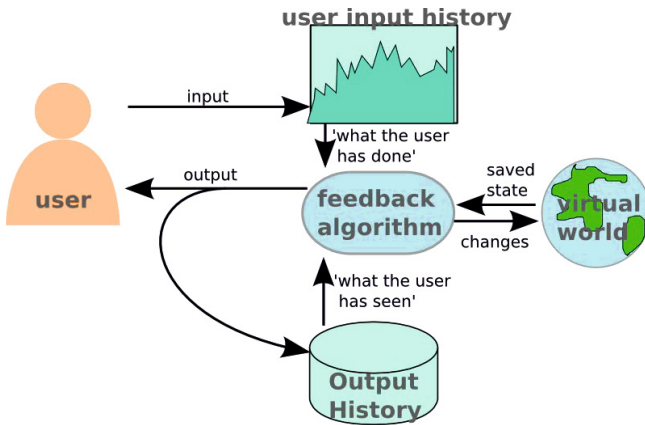 user input history
input
'what the user
has done'
output
user
feedback
algorithm
saved
state
changes
virtual
world
'what the user
has seen'
Output
History